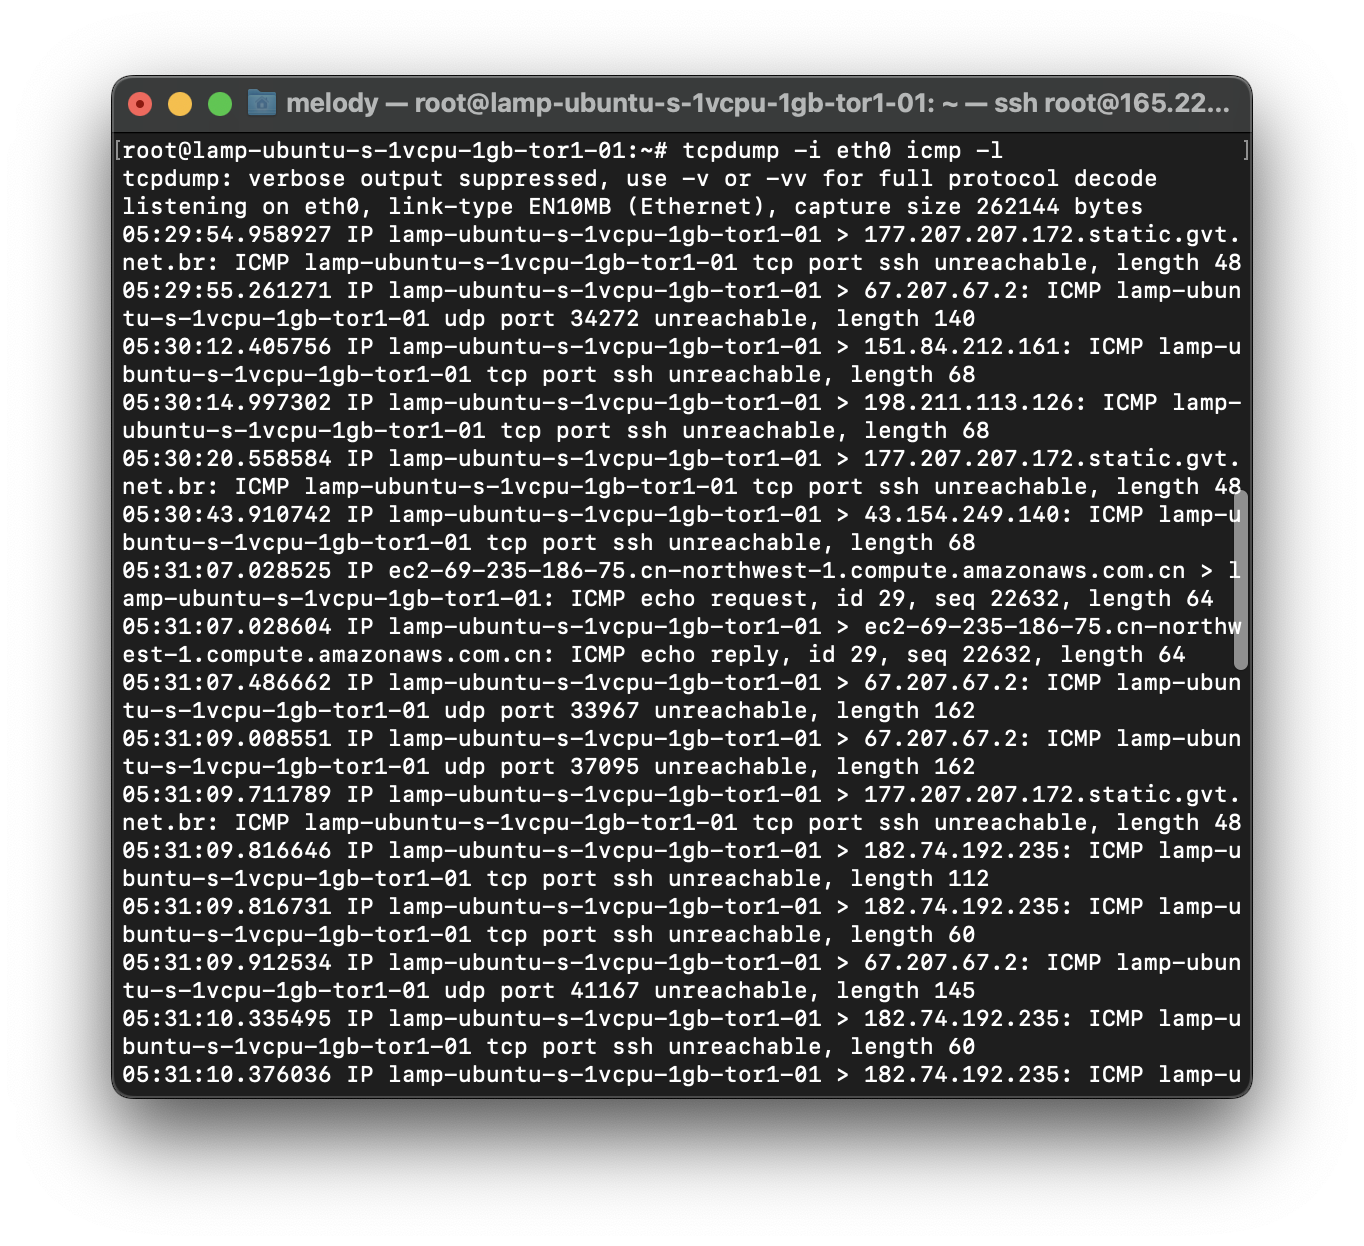 melody — root@lamp-ubuntu-s-1vcpu-1gb-tor1-01: ~ — ssh root@165.22...
[root@lamp-ubuntu-s-1vcpu-1gb-tor1-01:~# tcpdump -i eth0 icmp -l ]
tcpdump: verbose output suppressed, use -v or -vv for full protocol decode
listening on eth0, link-type EN10MB (Ethernet), capture size 262144 bytes
05:29:54.958927 IP lamp-ubuntu-s-1vcpu-1gb-tor1-01 > 177.207.207.172.static.gvt.
net.br: ICMP lamp-ubuntu-s-1vcpu-1gb-tor1-01 tcp port ssh unreachable, length 48
05:29:55.261271 IP lamp-ubuntu-s-1vcpu-1gb-tor1-01 > 67.207.67.2: ICMP lamp-ubun
tu-s-1vcpu-1gb-tor1-01 udp port 34272 unreachable, length 140
05:30:12.405756 IP lamp-ubuntu-s-1vcpu-1gb-tor1-01 > 151.84.212.161: ICMP lamp-u
buntu-s-1vcpu-1gb-tor1-01 tcp port ssh unreachable, length 68
05:30:14.997302 IP lamp-ubuntu-s-1vcpu-1gb-tor1-01 > 198.211.113.126: ICMP lamp-
ubuntu-s-1vcpu-1gb-tor1-01 tcp port ssh unreachable, length 68
05:30:20.558584 IP lamp-ubuntu-s-1vcpu-1gb-tor1-01 > 177.207.207.172.static.gvt.
net.br: ICMP lamp-ubuntu-s-1vcpu-1gb-tor1-01 tcp port ssh unreachable, length 48
05:30:43.910742 IP lamp-ubuntu-s-1vcpu-1gb-tor1-01 > 43.154.249.140: ICMP lamp-u
buntu-s-1vcpu-1gb-tor1-01 tcp port ssh unreachable, length 68
05:31:07.028525 IP ec2-69-235-186-75.cn-northwest-1.compute.amazonaws.com.cn > l
amp-ubuntu-s-1vcpu-1gb-tor1-01: ICMP echo request, id 29, seq 22632, length 64
05:31:07.028604 IP lamp-ubuntu-s-1vcpu-1gb-tor1-01 > ec2-69-235-186-75.cn-northw
est-1.compute.amazonaws.com.cn: ICMP echo reply, id 29, seq 22632, length 64
05:31:07.486662 IP lamp-ubuntu-s-1vcpu-1gb-tor1-01 > 67.207.67.2: ICMP lamp-ubun
tu-s-1vcpu-1gb-tor1-01 udp port 33967 unreachable, length 162
05:31:09.008551 IP lamp-ubuntu-s-1vcpu-1gb-tor1-01 > 67.207.67.2: ICMP lamp-ubun
tu-s-1vcpu-1gb-tor1-01 udp port 37095 unreachable, length 162
05:31:09.711789 IP lamp-ubuntu-s-1vcpu-1gb-tor1-01 > 177.207.207.172.static.gvt.
net.br: ICMP lamp-ubuntu-s-1vcpu-1gb-tor1-01 tcp port ssh unreachable, length 48
05:31:09.816646 IP lamp-ubuntu-s-1vcpu-1gb-tor1-01 > 182.74.192.235: ICMP lamp-u
buntu-s-1vcpu-1gb-tor1-01 tcp port ssh unreachable, length 112
05:31:09.816731 IP lamp-ubuntu-s-1vcpu-1gb-tor1-01 > 182.74.192.235: ICMP lamp-u
buntu-s-1vcpu-1gb-tor1-01 tcp port ssh unreachable, length 60
05:31:09.912534 IP lamp-ubuntu-s-1vcpu-1gb-tor1-01 > 67.207.67.2: ICMP lamp-ubun
tu-s-1vcpu-1gb-tor1-01 udp port 41167 unreachable, length 145
05:31:10.335495 IP lamp-ubuntu-s-1vcpu-1gb-tor1-01 > 182.74.192.235: ICMP lamp-u
buntu-s-1vcpu-1gb-tor1-01 tcp port ssh unreachable, length 60
05:31:10.376036 IP lamp-ubuntu-s-1vcpu-1gb-tor1-01 > 182.74.192.235: ICMP lamp-u